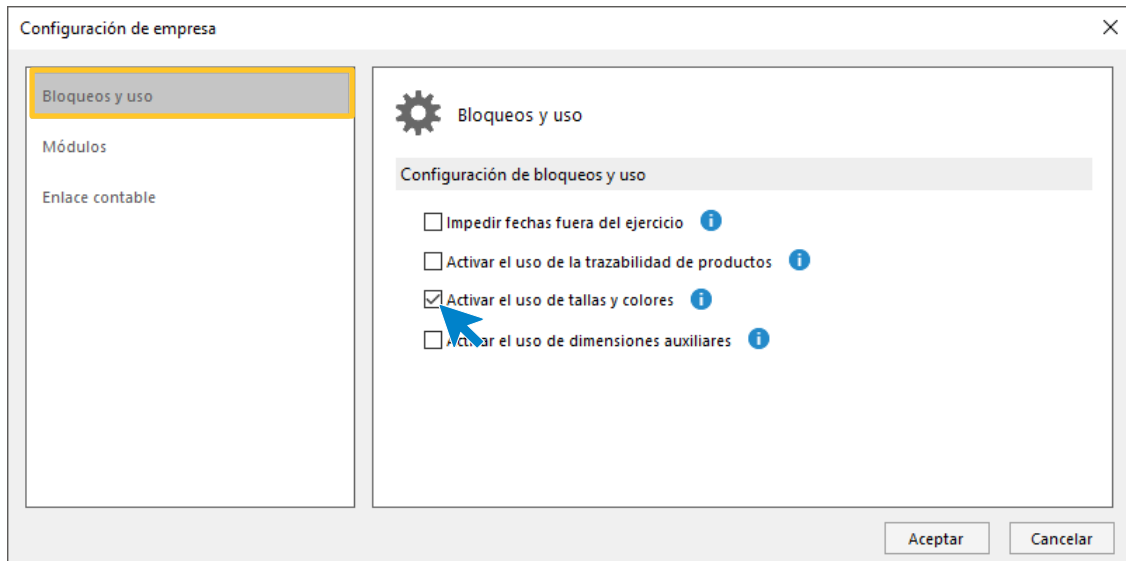 Configuración de empresa
Bloqueos y uso
Módulos
Enlace contable
Bloqueos y uso
Configuración de bloqueos y uso
Impedir fechas fuera del ejercicio
Activar el uso de la trazabilidad de productos
Activar el uso de tallas y colores
Activar el uso de dimensiones auxiliares
Aceptar
Cancelar